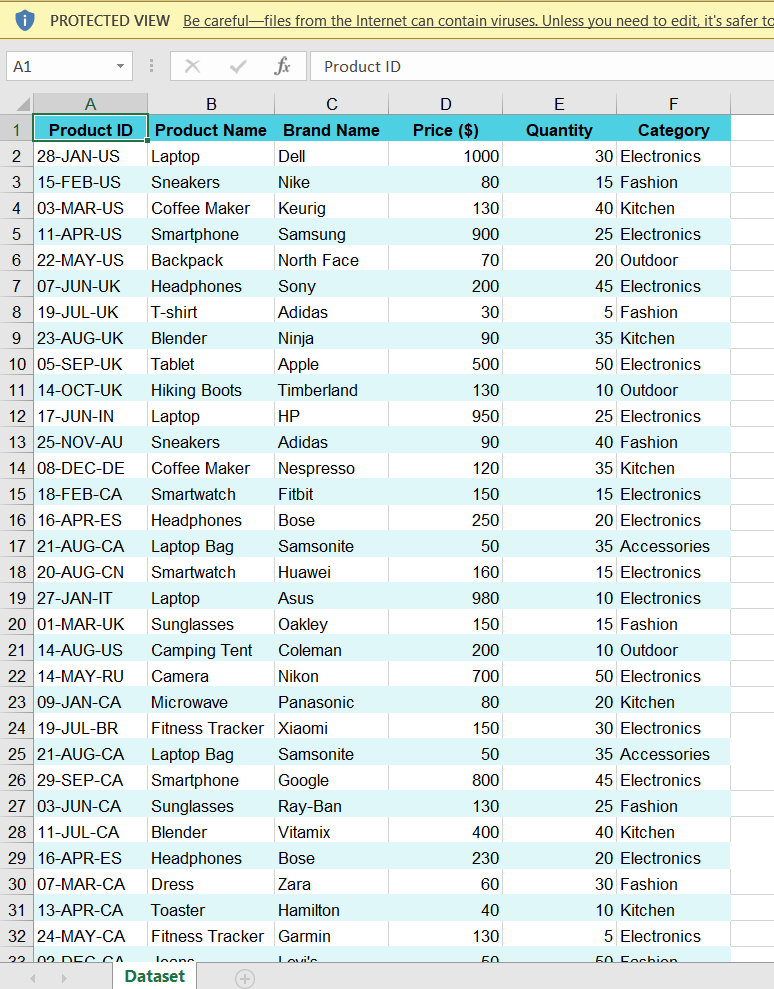 PROTECTED VIEW Be careful—files from the Internet can contain viruses. Unless you need to edit, it's safer to
A1 fx Product ID
A B C D E F
1 Product ID Product Name Brand Name Price ($) Quantity Category
2 28-JAN-US Laptop Dell 1000 30 Electronics
3 15-FEB-US Sneakers Nike 80 15 Fashion
4 03-MAR-US Coffee Maker Keurig 130 40 Kitchen
5 11-APR-US Smartphone Samsung 900 25 Electronics
6 22-MAY-US Backpack North Face 70 20 Outdoor
7 07-JUN-UK Headphones Sony 200 45 Electronics
8 19-JUL-UK T-shirt Adidas 30 5 Fashion
9 23-AUG-UK Blender Ninja 90 35 Kitchen
10 05-SEP-UK Tablet Apple 500 50 Electronics
11 14-OCT-UK Hiking Boots Timberland 130 10 Outdoor
12 17-JUN-IN Laptop HP 950 25 Electronics
13 25-NOV-AU Sneakers Adidas 90 40 Fashion
14 08-DEC-DE Coffee Maker Nespresso 120 35 Kitchen
15 18-FEB-CA Smartwatch Fitbit 150 15 Electronics
16 16-APR-ES Headphones Bose 250 20 Electronics
17 21-AUG-CA Laptop Bag Samsonite 50 35 Accessories
18 20-AUG-CN Smartwatch Huawei 160 15 Electronics
19 27-JAN-IT Laptop Asus 980 10 Electronics
20 01-MAR-UK Sunglasses Oakley 150 15 Fashion
21 14-AUG-US Camping Tent Coleman 200 10 Outdoor
22 14-MAY-RU Camera Nikon 700 50 Electronics
23 09-JAN-CA Microwave Panasonic 80 20 Kitchen
24 19-JUL-BR Fitness Tracker Xiaomi 150 30 Electronics
25 21-AUG-CA Laptop Bag Samsonite 50 35 Accessories
26 29-SEP-CA Smartphone Google 800 45 Electronics
27 03-JUN-CA Sunglasses Ray-Ban 130 25 Fashion
28 11-JUL-CA Blender Vitamix 400 40 Kitchen
29 16-APR-ES Headphones Bose 230 20 Electronics
30 07-MAR-CA Dress Zara 60 30 Fashion
31 13-APR-CA Toaster Hamilton 40 10 Kitchen
32 24-MAY-CA Fitness Tracker Garmin 130 5 Electronics
33 02-DEC-CA Jeans Levi's 50 50 Fashion
Dataset